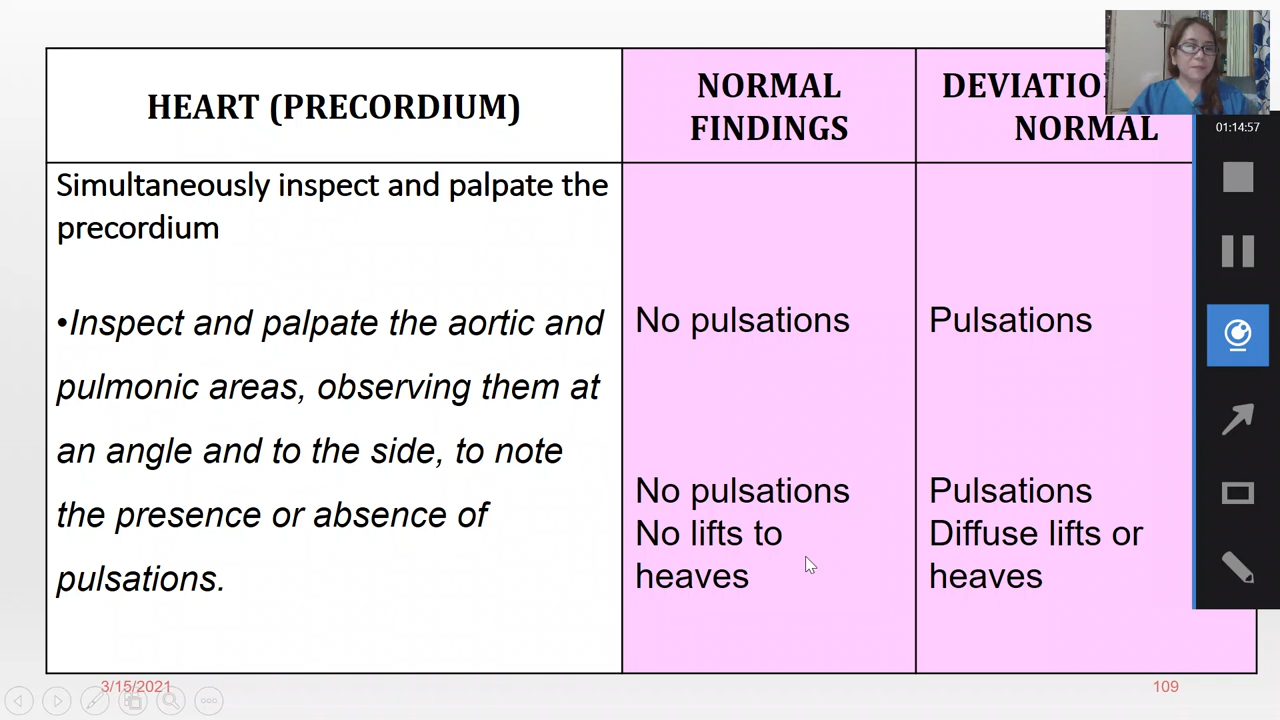 HEART (PRECORDIUM)
NORMAL
FINDINGS
DEVIATIO
NORMAL
01:14:57
Simultaneously inspect and palpate the
precordium
•Inspect and palpate the aortic and
pulmonic areas, observing them at
an angle and to the side, to note
the presence or absence of
pulsations.
No pulsations
No pulsations
No lifts to
heaves
Pulsations
Pulsations
Diffuse lifts or
heaves
3/15/2021
109